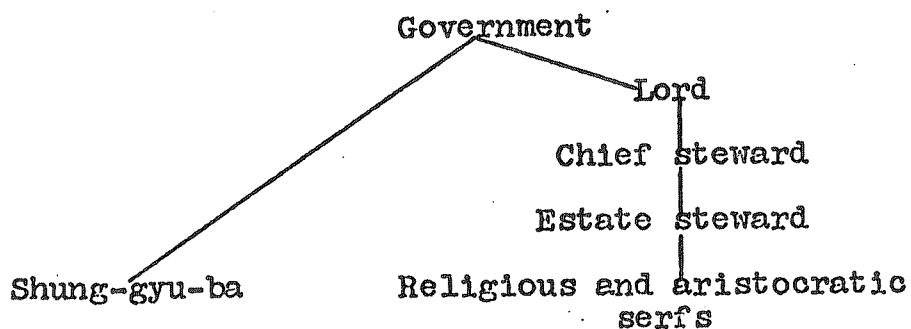 Government
Lord
Chief steward
Estate steward
Shung-gyu-ba Religious and aristocratic
serfs